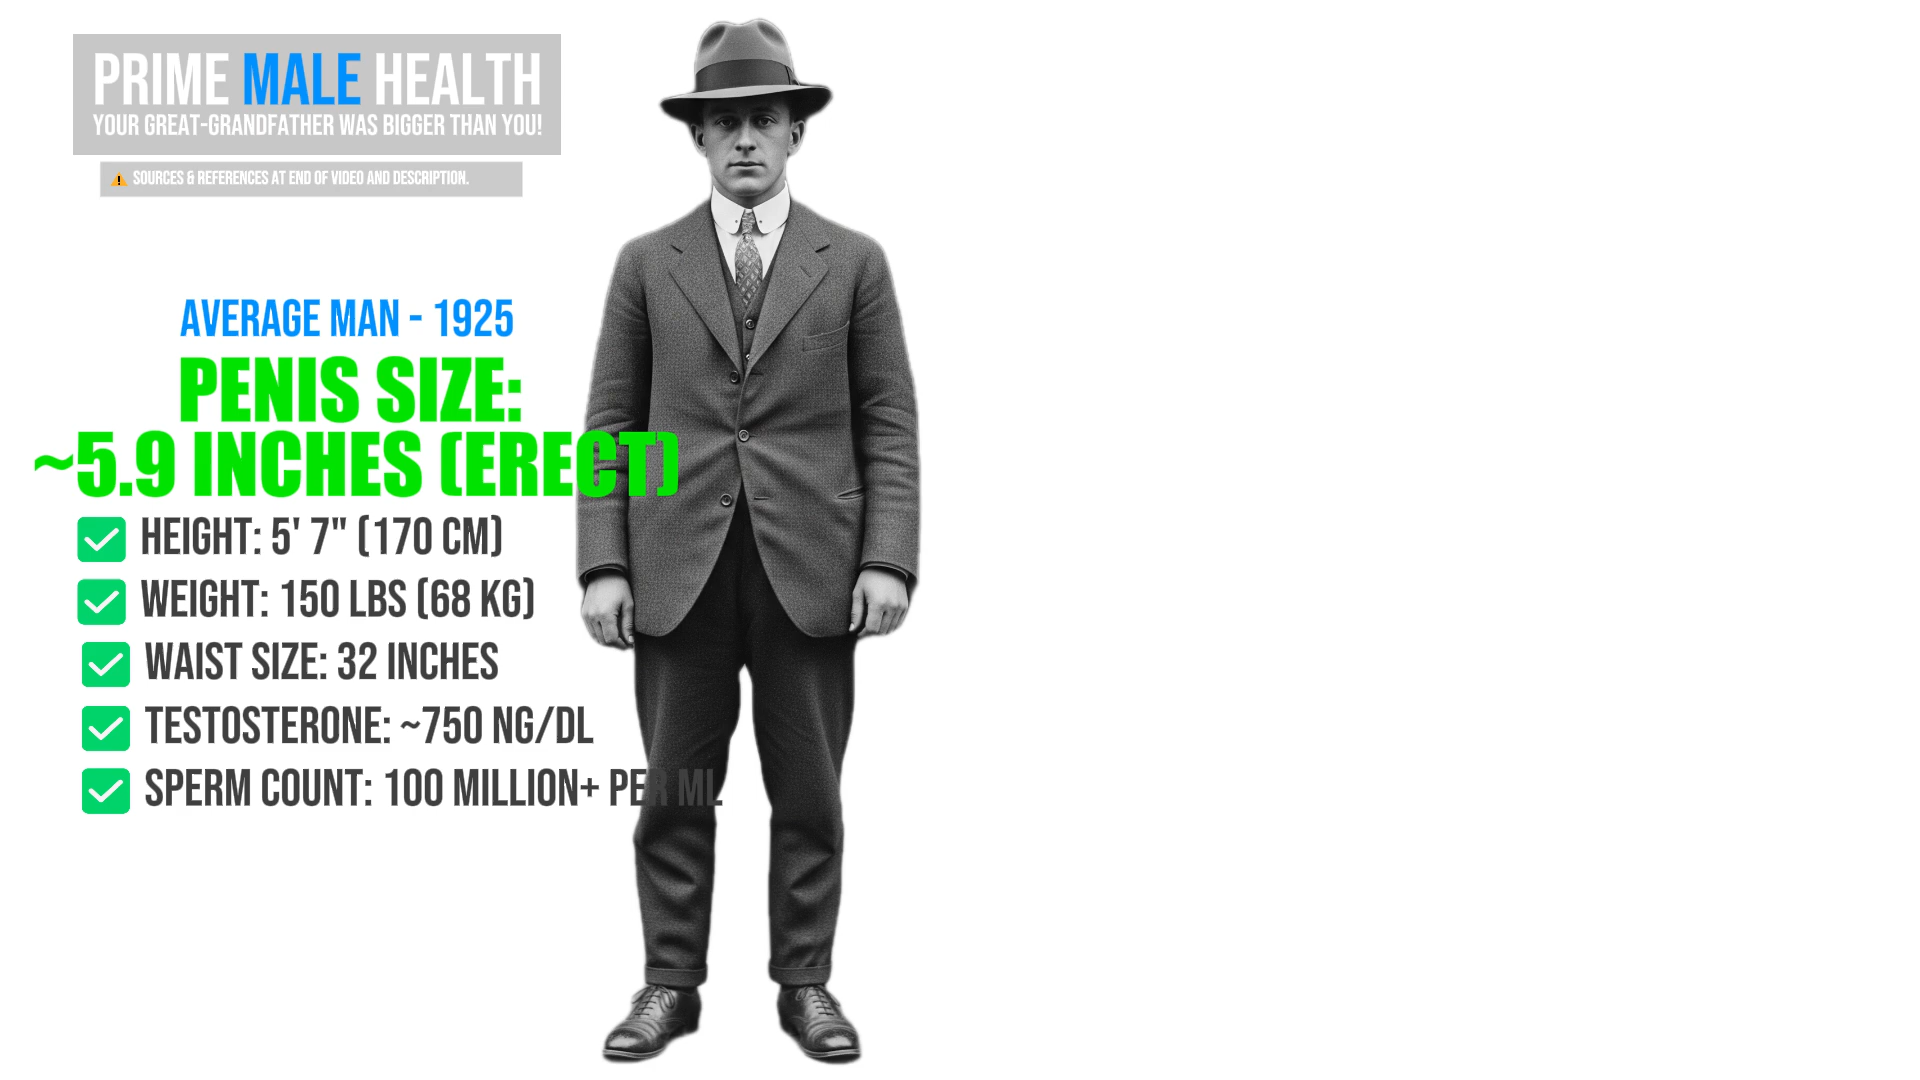 PRIME MALE HEALTH
YOUR GREAT-GRANDFATHER WAS BIGGER THAN YOU!
⚠ SOURCES & REFERENCES AT END OF VIDEO AND DESCRIPTION.
AVERAGE MAN - 1925
PENIS SIZE:
~5.9 INCHES (ERECT)
HEIGHT: 5' 7" (170 CM)
WEIGHT: 150 LBS (68 KG)
WAIST SIZE: 32 INCHES
TESTOSTERONE: ~750 NG/DL
SPERM COUNT: 100 MILLION+ PER ML